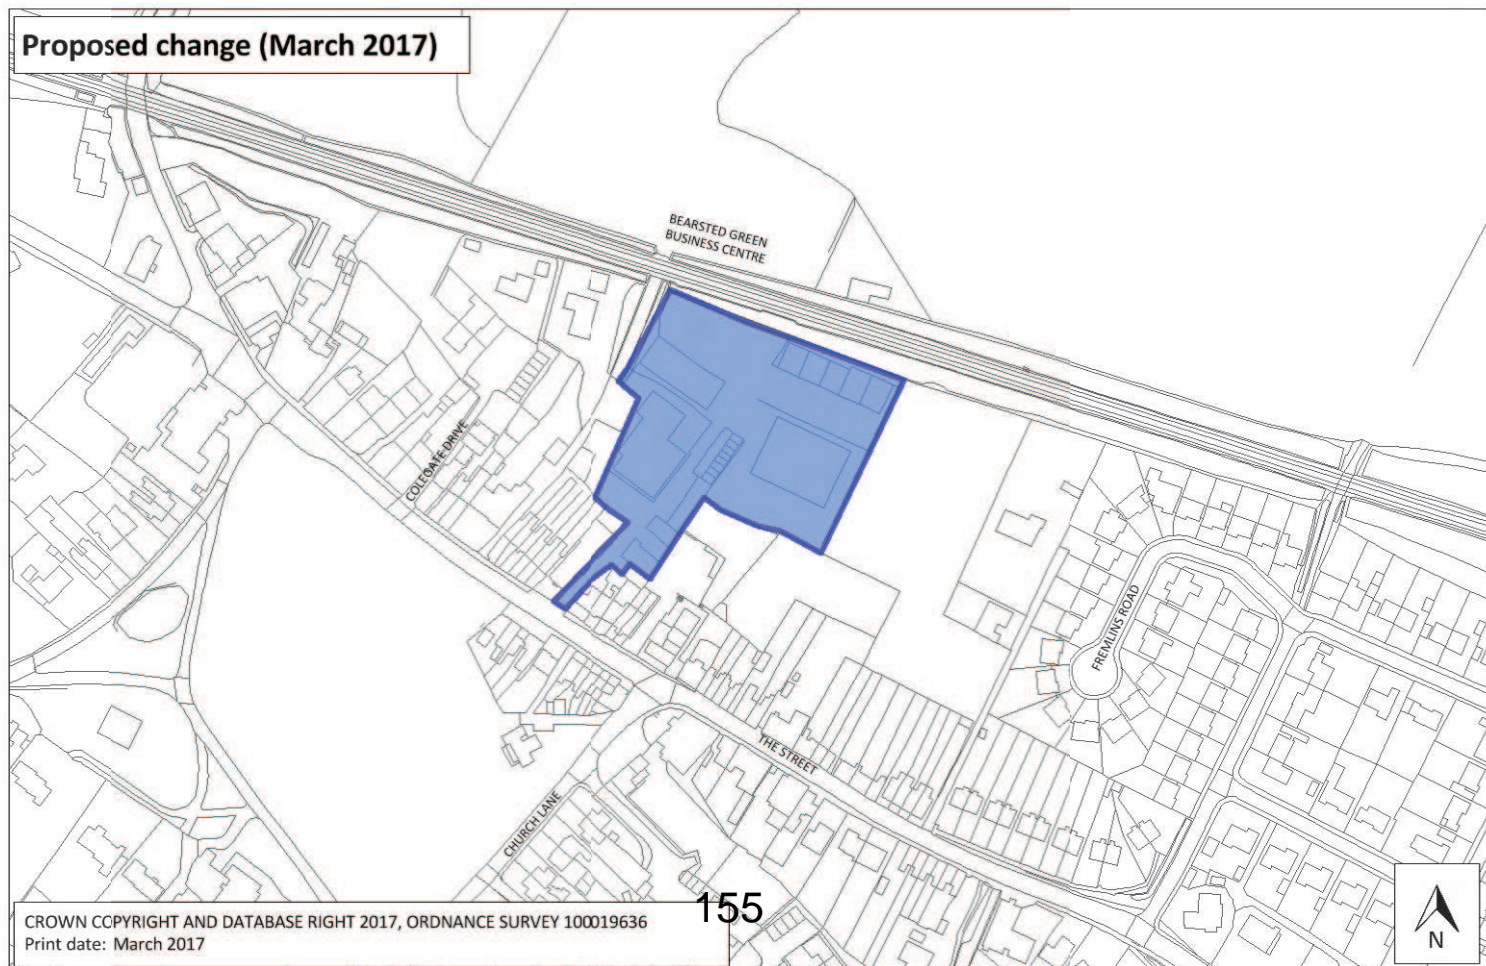 Proposed change (March 2017)
BEARSTED GREEN
BUSINESS CENTRE
COLEGATE DRIVE
FREMLINS ROAD
THE STREET
CHURCH LANE
155
CROWN COPYRIGHT AND DATABASE RIGHT 2017, ORDNANCE SURVEY 100019636
Print date: March 2017
N